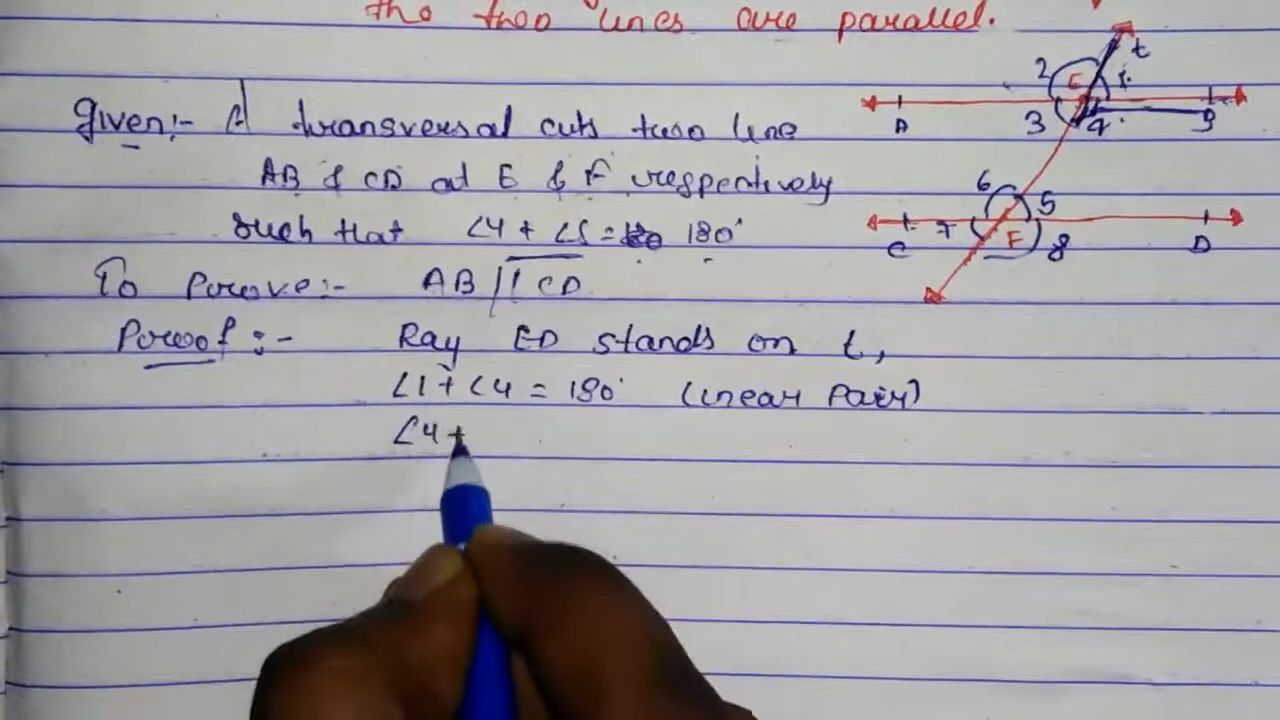 the two lines are parallel.
Given:- A transversal cuts two line
AB & CD at E & F respectively
such that ∠4 + ∠5 = 180°
To Prove:- AB || CD
Proof :- Ray ED stands on t,
∠1 + ∠4 = 180° (linear Pair)
∠4 +
t
2 E 1
A 3 4 B
6 5
C 7 F 8 D